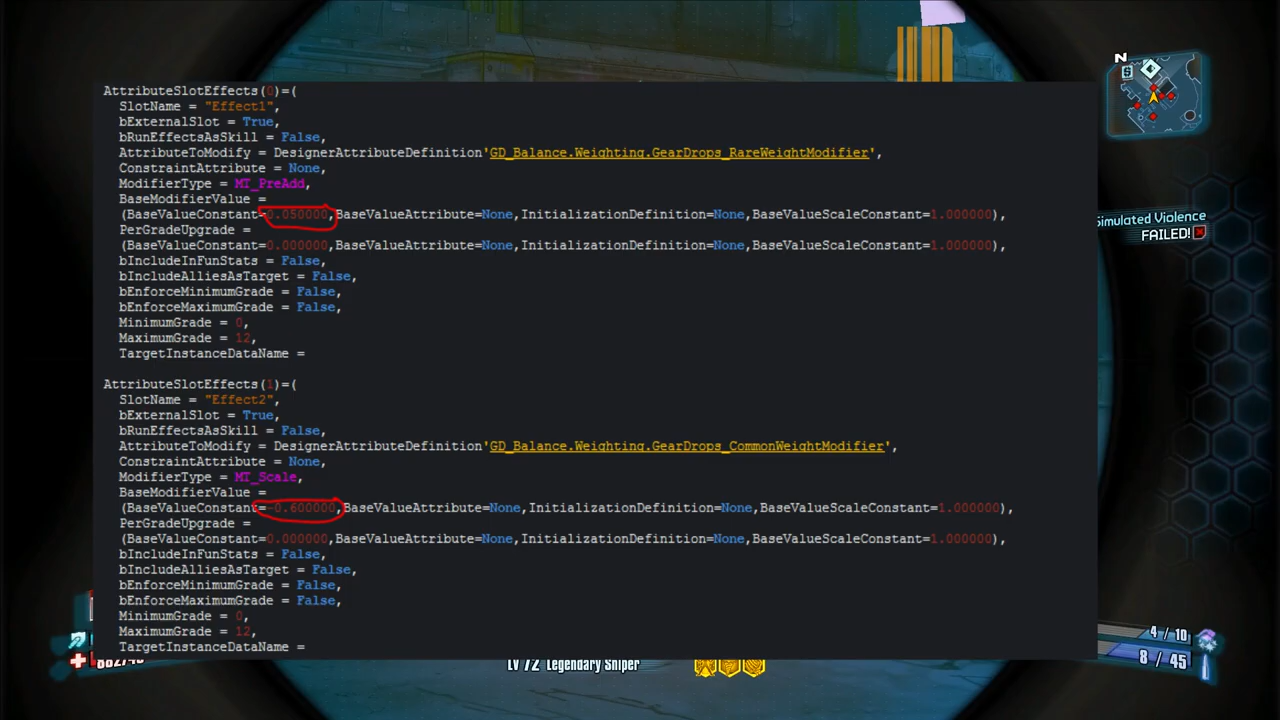 N
AttributeSlotEffects(0)=(
SlotName = "Effect1",
bExternalSlot = True,
bRunEffectsAsSkill = False,
AttributeToModify = DesignerAttributeDefinition'GD_Balance.Weighting.GearDrops_RareWeightModifier',
ConstraintAttribute = None,
ModifierType = MT_PreAdd,
BaseModifierValue =
(BaseValueConstant=0.050000,BaseValueAttribute=None,InitializationDefinition=None,BaseValueScaleConstant=1.000000),
PerGradeUpgrade =
(BaseValueConstant=0.000000,BaseValueAttribute=None,InitializationDefinition=None,BaseValueScaleConstant=1.000000),
bIncludeInFunStats = False,
bIncludeAlliesAsTarget = False,
bEnforceMinimumGrade = False,
bEnforceMaximumGrade = False,
MinimumGrade = 0,
MaximumGrade = 12,
TargetInstanceDataName =
Simulated Violence
FAILED!
AttributeSlotEffects(1)=(
SlotName = "Effect2",
bExternalSlot = True,
bRunEffectsAsSkill = False,
AttributeToModify = DesignerAttributeDefinition'GD_Balance.Weighting.GearDrops_CommonWeightModifier',
ConstraintAttribute = None,
ModifierType = MT_Scale,
BaseModifierValue =
(BaseValueConstant=-0.600000,BaseValueAttribute=None,InitializationDefinition=None,BaseValueScaleConstant=1.000000),
PerGradeUpgrade =
(BaseValueConstant=0.000000,BaseValueAttribute=None,InitializationDefinition=None,BaseValueScaleConstant=1.000000),
bIncludeInFunStats = False,
bIncludeAlliesAsTarget = False,
bEnforceMinimumGrade = False,
bEnforceMaximumGrade = False,
MinimumGrade = 0,
MaximumGrade = 12,
TargetInstanceDataName =
LV 72 Legendary Sniper
4 / 10
8 / 45